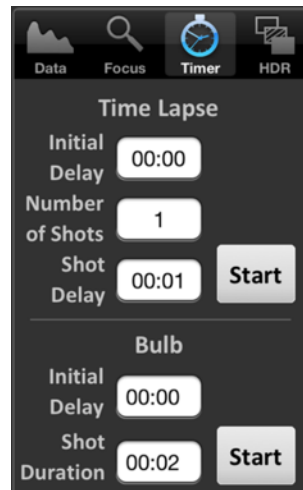 Data Focus Timer HDR
Time Lapse
Initial
Delay 00:00
Number
of Shots 1
Shot
Delay 00:01 Start
Bulb
Initial
Delay 00:00
Shot
Duration 00:02 Start